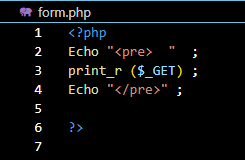 form.php
1 <?php
2 Echo "<pre>  "  ;
3 print_r ($_GET) ;
4 Echo "</pre>" ;
5
6 ?>
7